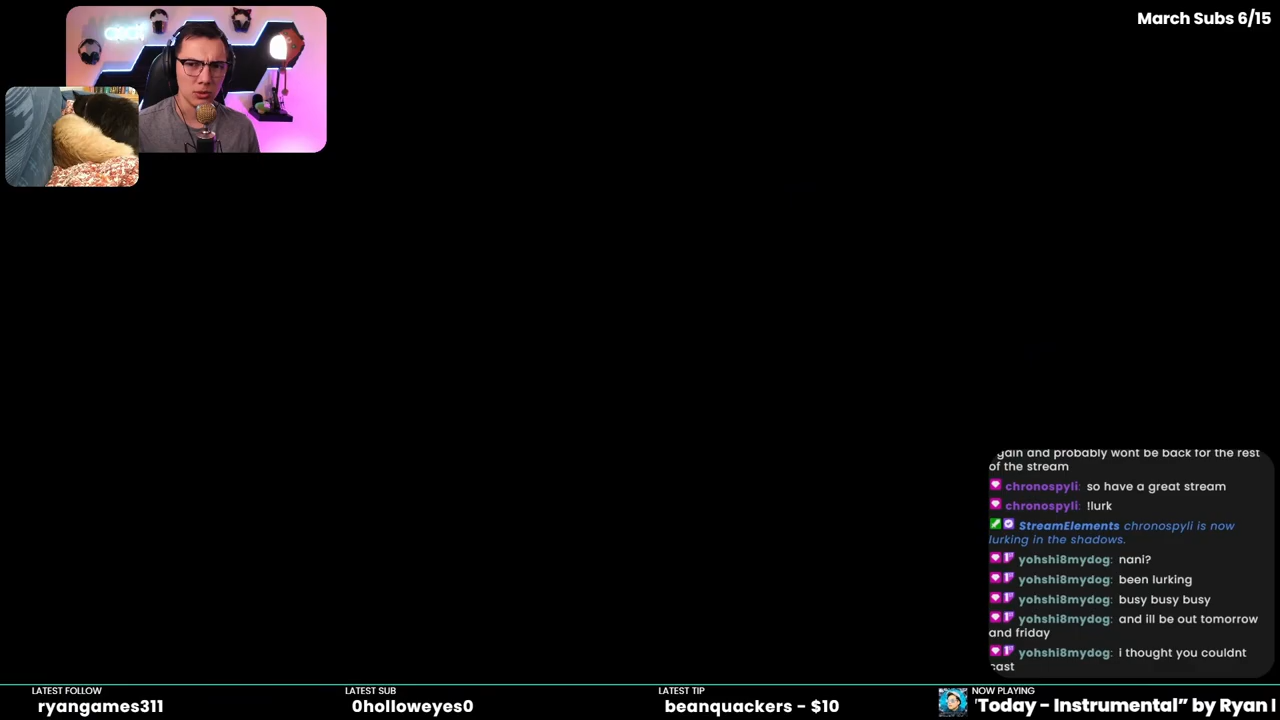 March Subs 6/15
gain and probably wont be back for the rest
of the stream
chronospyli: so have a great stream
chronospyli: !lurk
StreamElements chronospyli is now
lurking in the shadows.
yohshi8mydog: nani?
yohshi8mydog: been lurking
yohshi8mydog: busy busy busy
yohshi8mydog: and ill be out tomorrow
and friday
yohshi8mydog: i thought you couldnt
cast
LATEST FOLLOW
ryangames311
LATEST SUB
0holloweyes0
LATEST TIP
beanquackers - $10
NOW PLAYING
"Today - Instrumental" by Ryan